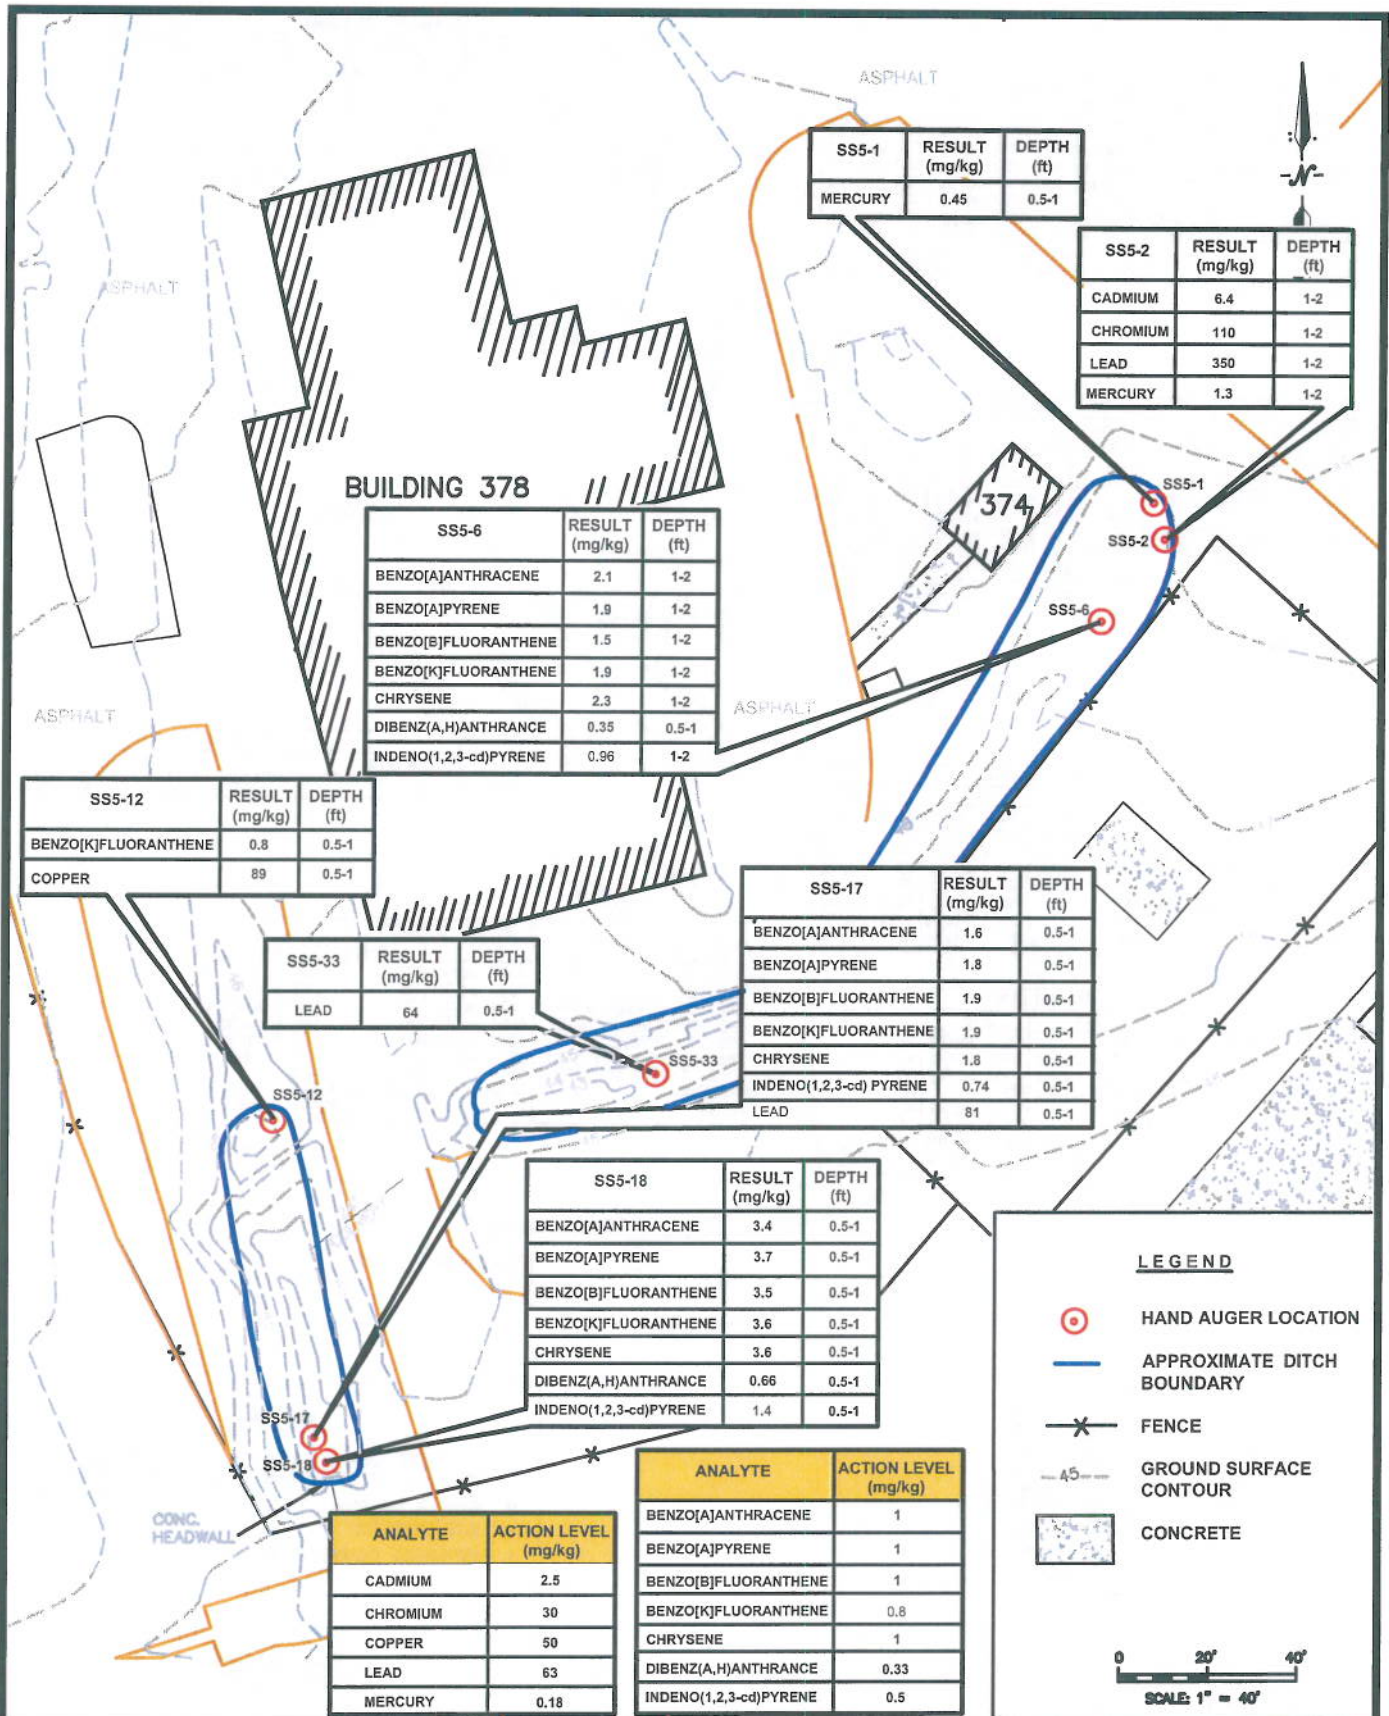 ASPHALT
SS5-1 RESULT (mg/kg) DEPTH (ft)
MERCURY 0.45 0.5-1
N
SS5-2 RESULT (mg/kg) DEPTH (ft)
CADMIUM 6.4 1-2
CHROMIUM 110 1-2
LEAD 350 1-2
MERCURY 1.3 1-2
ASPHALT
BUILDING 378
374
SS5-1
SS5-2
SS5-6
SS5-6 RESULT (mg/kg) DEPTH (ft)
BENZO[A]ANTHRACENE 2.1 1-2
BENZO[A]PYRENE 1.9 1-2
BENZO[B]FLUORANTHENE 1.5 1-2
BENZO[K]FLUORANTHENE 1.9 1-2
CHRYSENE 2.3 1-2
DIBENZ(A,H)ANTHRANCE 0.35 0.5-1
INDENO(1,2,3-cd)PYRENE 0.96 1-2
ASPHALT
ASPHALT
SS5-12 RESULT (mg/kg) DEPTH (ft)
BENZO[K]FLUORANTHENE 0.8 0.5-1
COPPER 89 0.5-1
SS5-33 RESULT (mg/kg) DEPTH (ft)
LEAD 64 0.5-1
SS5-17 RESULT (mg/kg) DEPTH (ft)
BENZO[A]ANTHRACENE 1.6 0.5-1
BENZO[A]PYRENE 1.8 0.5-1
BENZO[B]FLUORANTHENE 1.9 0.5-1
BENZO[K]FLUORANTHENE 1.9 0.5-1
CHRYSENE 1.8 0.5-1
INDENO(1,2,3-cd) PYRENE 0.74 0.5-1
LEAD 81 0.5-1
SS5-33
SS5-12
SS5-18 RESULT (mg/kg) DEPTH (ft)
BENZO[A]ANTHRACENE 3.4 0.5-1
BENZO[A]PYRENE 3.7 0.5-1
BENZO[B]FLUORANTHENE 3.5 0.5-1
BENZO[K]FLUORANTHENE 3.6 0.5-1
CHRYSENE 3.6 0.5-1
DIBENZ(A,H)ANTHRANCE 0.66 0.5-1
INDENO(1,2,3-cd)PYRENE 1.4 0.5-1
SS5-17
SS5-18
CONC.
HEADWALL
ANALYTE ACTION LEVEL (mg/kg)
CADMIUM 2.5
CHROMIUM 30
COPPER 50
LEAD 63
MERCURY 0.18
ANALYTE ACTION LEVEL (mg/kg)
BENZO[A]ANTHRACENE 1
BENZO[A]PYRENE 1
BENZO[B]FLUORANTHENE 1
BENZO[K]FLUORANTHENE 0.8
CHRYSENE 1
DIBENZ(A,H)ANTHRANCE 0.33
INDENO(1,2,3-cd)PYRENE 0.5
LEGEND
HAND AUGER LOCATION
APPROXIMATE DITCH
BOUNDARY
FENCE
45 GROUND SURFACE
CONTOUR
CONCRETE
0 20' 40'
SCALE: 1" = 40'